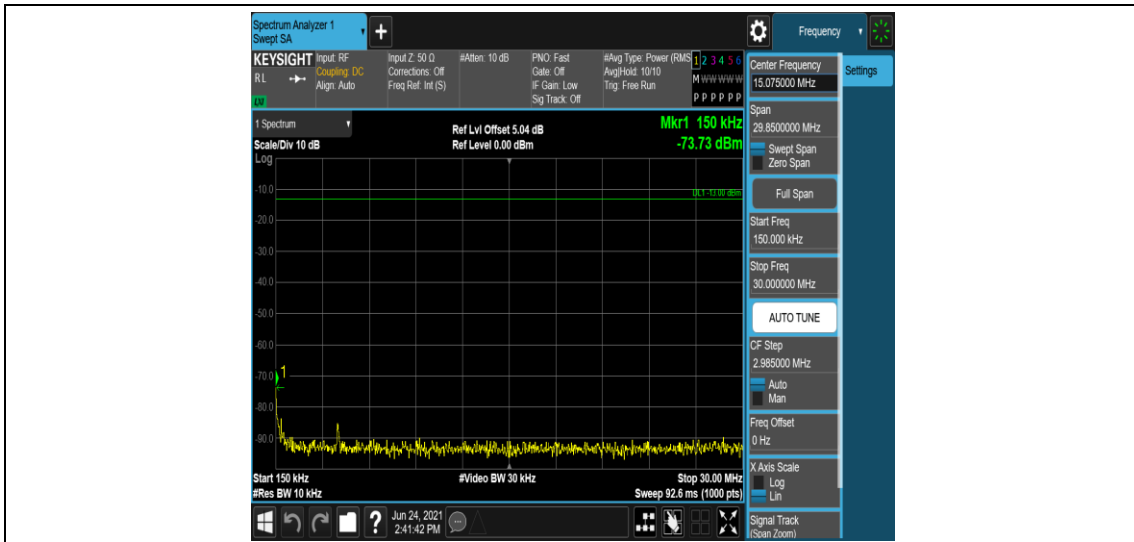 Spectrum Analyzer 1
Swept SA
+
Frequency
KEYSIGHT
RL
LXI
Input: RF
Coupling: DC
Align: Auto
Input Z: 50 Ω
Corrections: Off
Freq Ref: Int (S)
#Atten: 10 dB
PNO: Fast
Gate: Off
IF Gain: Low
Sig Track: Off
#Avg Type: Power (RMS
Avg|Hold: 10/10
Trig: Free Run
1 2 3 4 5 6
M W W W W W
P P P P P P
1 Spectrum
Scale/Div 10 dB
Log
Ref Lvl Offset 5.04 dB
Ref Level 0.00 dBm
Mkr1 150 kHz
-73.73 dBm
DL1 -13.00 dBm
-10.0
-20.0
-30.0
-40.0
-50.0
-60.0
-70.0
1
-80.0
-90.0
Start 150 kHz
#Video BW 30 kHz
Stop 30.00 MHz
#Res BW 10 kHz
Sweep 92.6 ms (1000 pts)
?
Jun 24, 2021
2:41:42 PM
Center Frequency
15.075000 MHz
Settings
Span
29.8500000 MHz
Swept Span
Zero Span
Full Span
Start Freq
150.000 kHz
Stop Freq
30.000000 MHz
AUTO TUNE
CF Step
2.985000 MHz
Auto
Man
Freq Offset
0 Hz
X Axis Scale
Log
Lin
Signal Track
(Span Zoom)